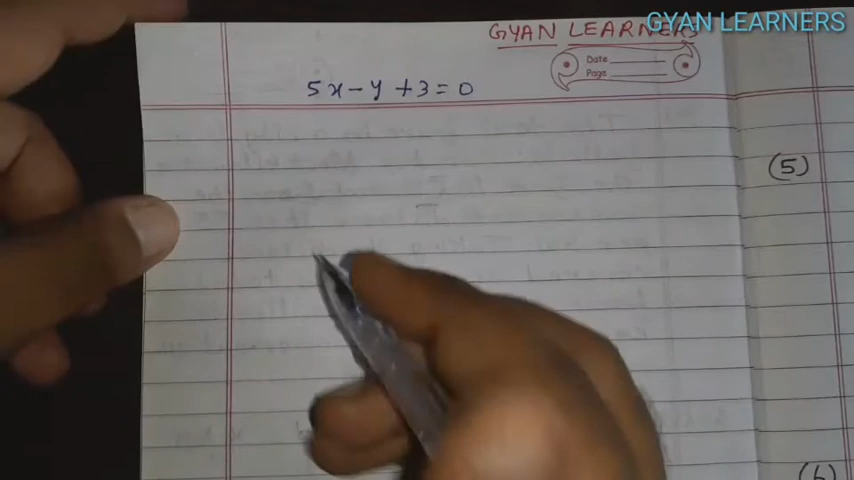 GYAN LEARNERS
GYAN LEARNERS
Date
Page
5x-y+3=0
(5)
(6)